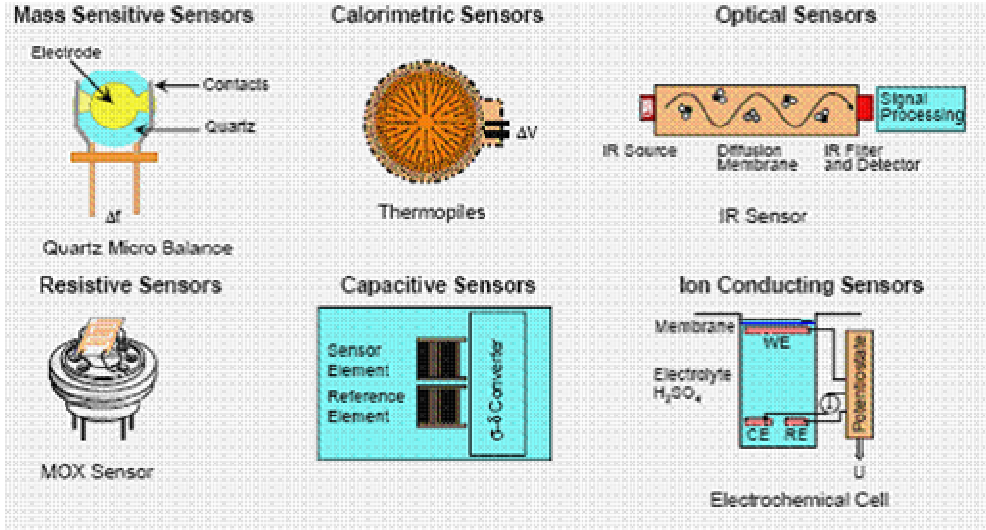 Mass Sensitive Sensors
Electrode
Contacts
Quartz
Δf
Quartz Micro Balance
Calorimetric Sensors
ΔV
Thermopiles
Optical Sensors
Signal
Processing
IR Source
Diffusion
Membrane
IR Filter
and Detector
IR Sensor
Resistive Sensors
MOX Sensor
Capacitive Sensors
Sensor
Element
Reference
Element
σ-δ Converter
Ion Conducting Sensors
Membrane
WE
Electrolyte
H₂SO₄
CE
RE
I
Potentiostate
U
Electrochemical Cell